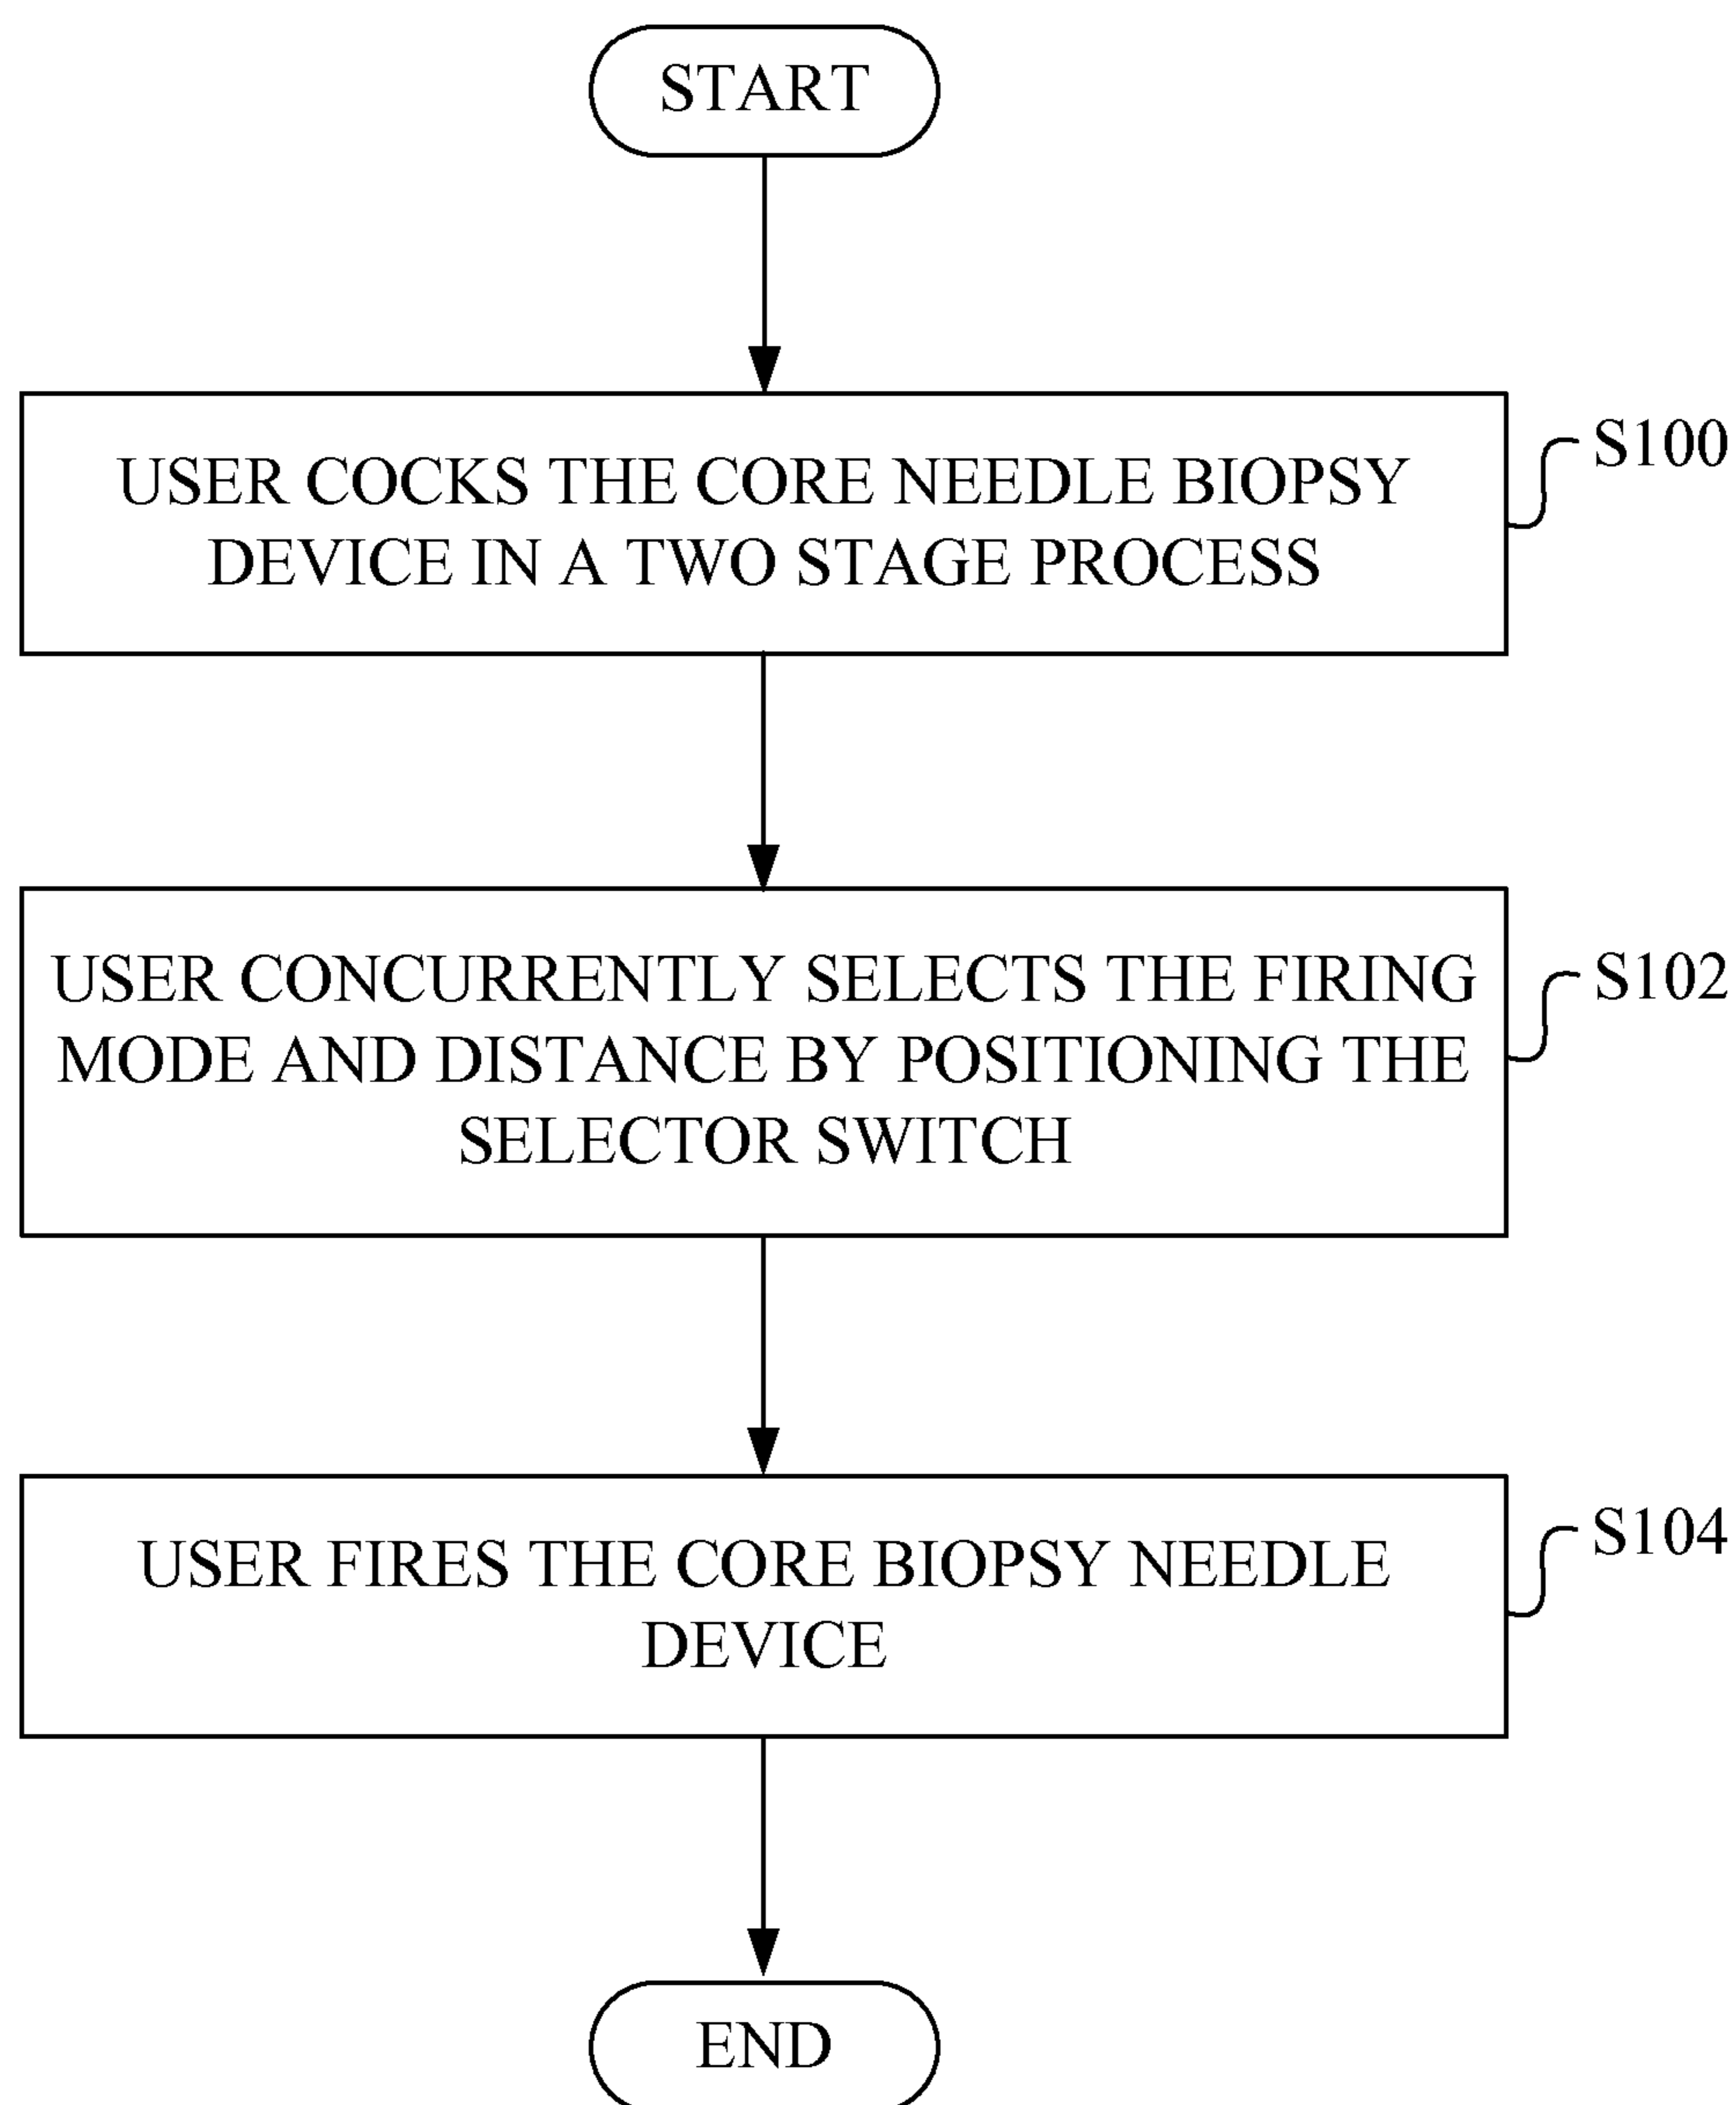 START
USER COCKS THE CORE NEEDLE BIOPSY
DEVICE IN A TWO STAGE PROCESS
S100
USER CONCURRENTLY SELECTS THE FIRING
MODE AND DISTANCE BY POSITIONING THE
SELECTOR SWITCH
S102
USER FIRES THE CORE BIOPSY NEEDLE
DEVICE
S104
END